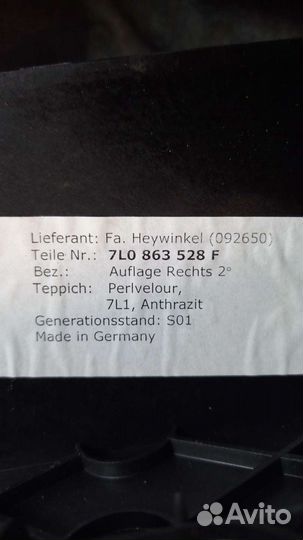 Lieferant: Fa. Heywinkel (092650)
Teile Nr.: 7L0 863 528 F
Bez.: Auflage Rechts 2°
Teppich: Perlvelour,
7L1, Anthrazit
Generationsstand: S01
Made in Germany
Avito